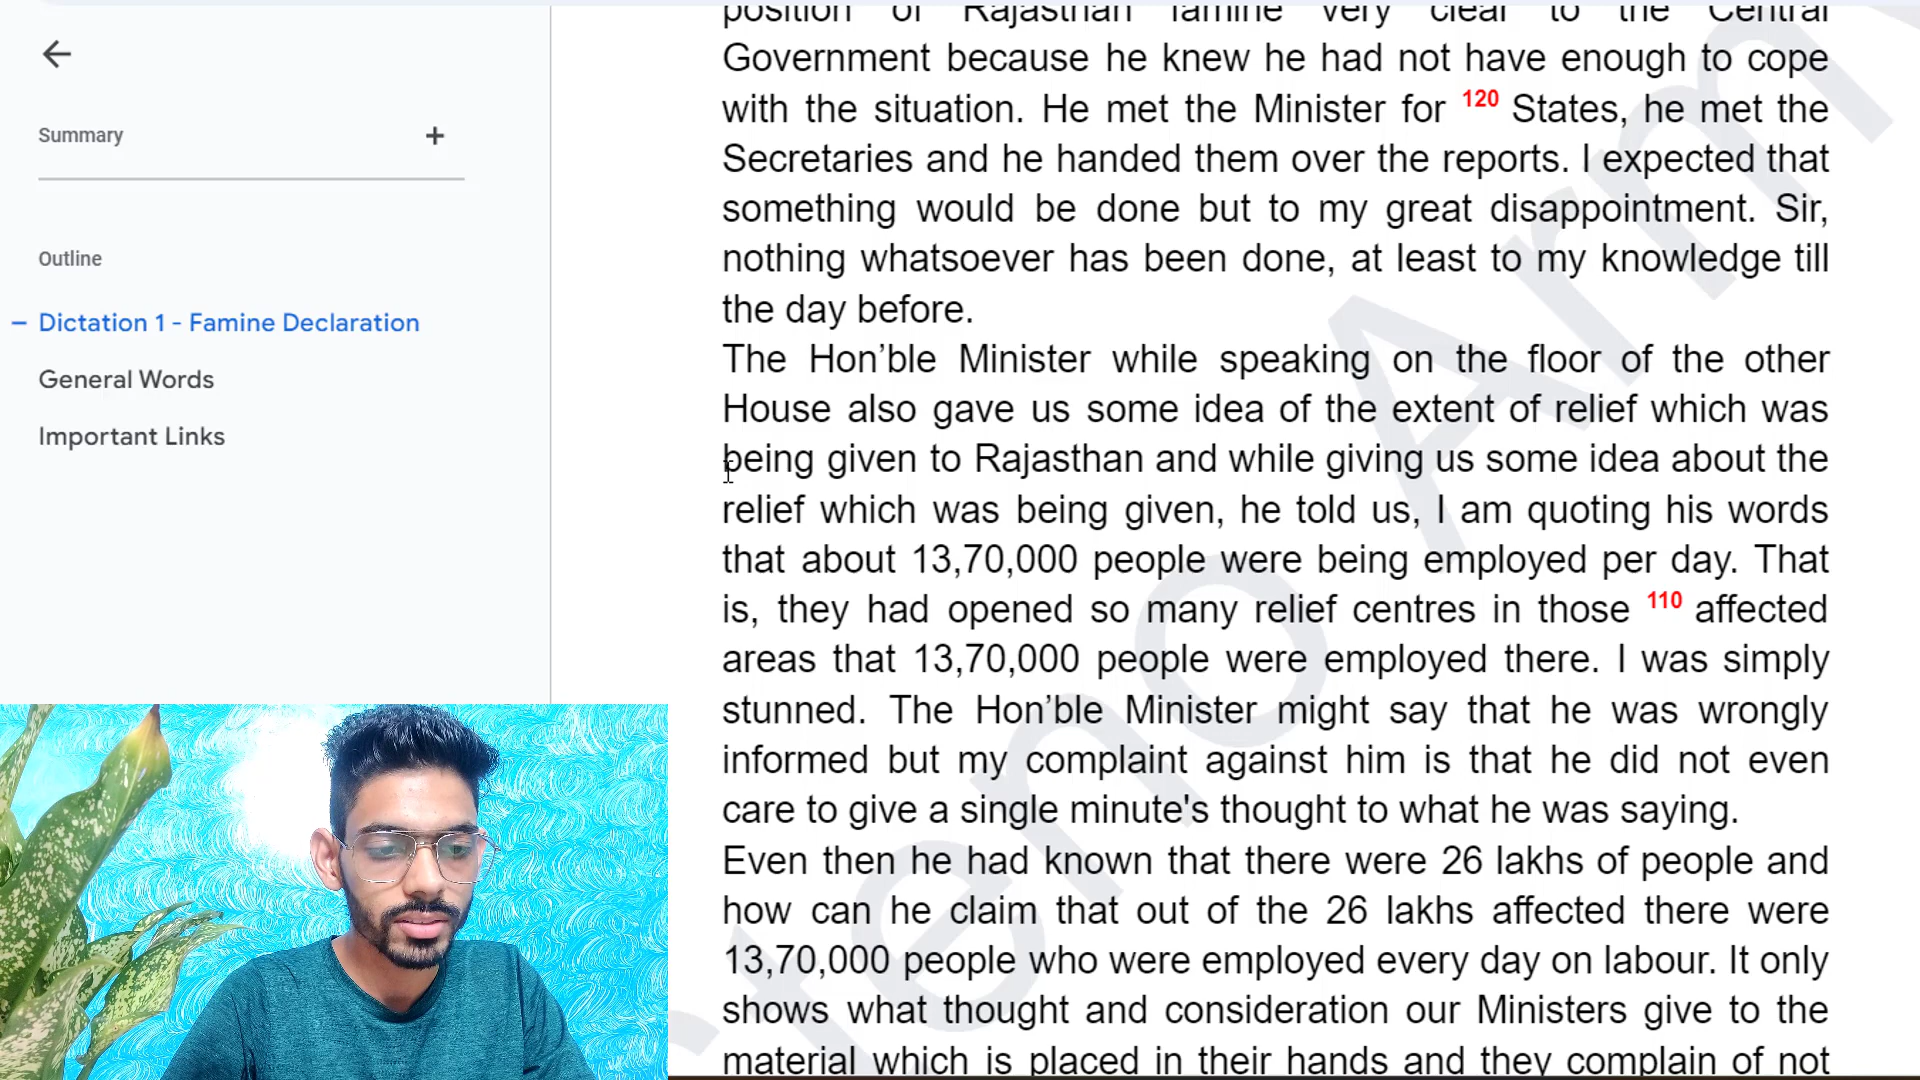 Summary
+
Outline
– Dictation 1 - Famine Declaration
General Words
Important Links
position of Rajasthan famine very clear to the Central
Government because he knew he had not have enough to cope
with the situation. He met the Minister for 120 States, he met the
Secretaries and he handed them over the reports. I expected that
something would be done but to my great disappointment. Sir,
nothing whatsoever has been done, at least to my knowledge till
the day before.
The Hon’ble Minister while speaking on the floor of the other
House also gave us some idea of the extent of relief which was
being given to Rajasthan and while giving us some idea about the
relief which was being given, he told us, I am quoting his words
that about 13,70,000 people were being employed per day. That
is, they had opened so many relief centres in those 110 affected
areas that 13,70,000 people were employed there. I was simply
stunned. The Hon’ble Minister might say that he was wrongly
informed but my complaint against him is that he did not even
care to give a single minute's thought to what he was saying.
Even then he had known that there were 26 lakhs of people and
how can he claim that out of the 26 lakhs affected there were
13,70,000 people who were employed every day on labour. It only
shows what thought and consideration our Ministers give to the
material which is placed in their hands and they complain of not